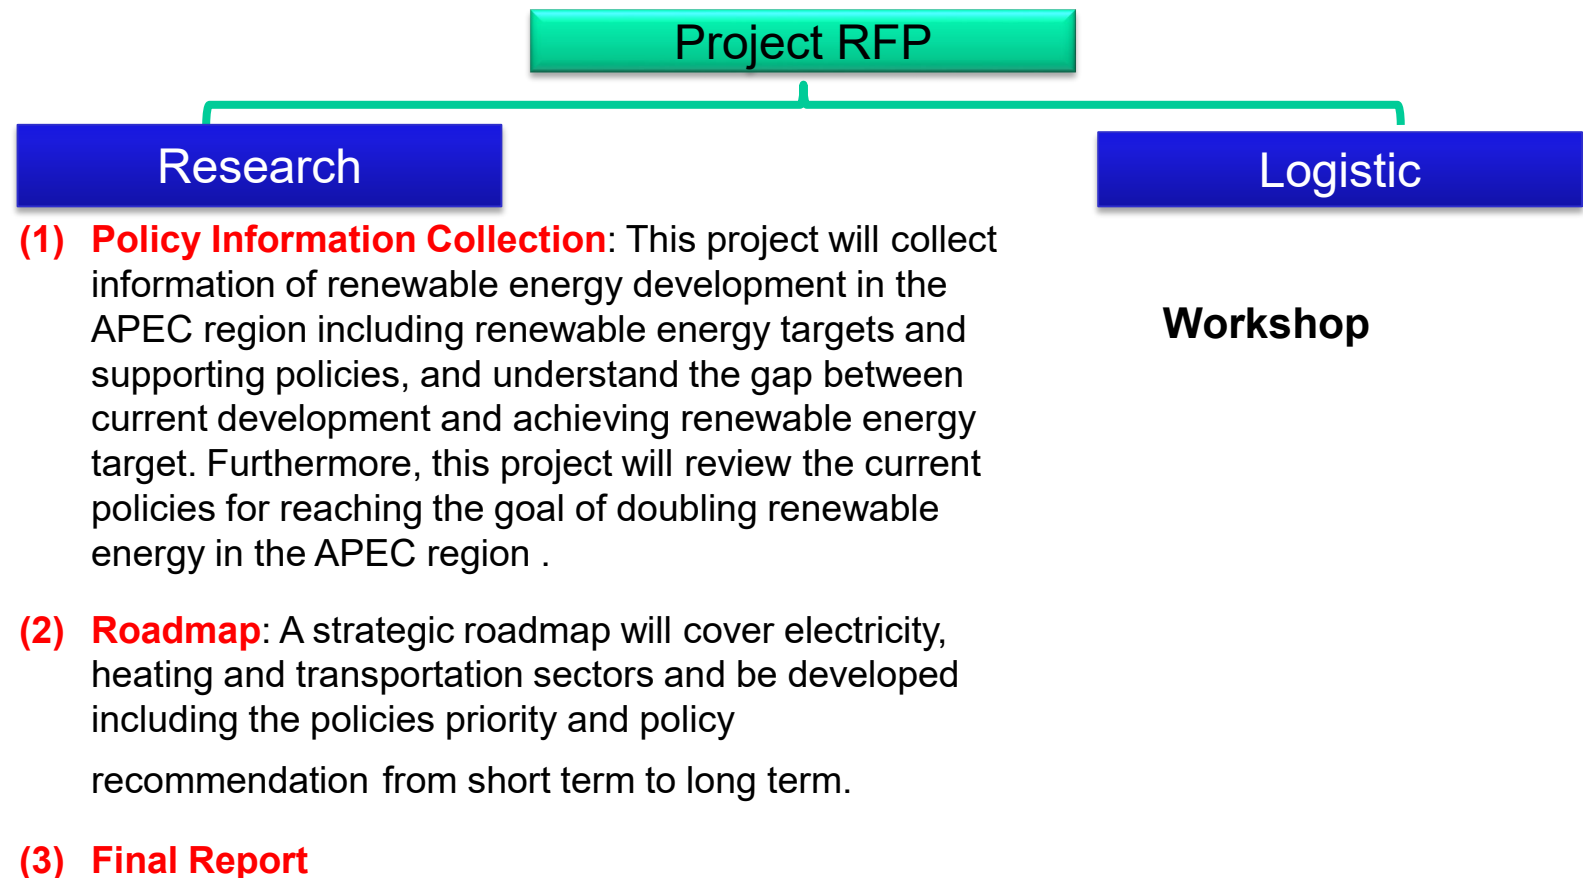 Project RFP
Research
Logistic
(1) Policy Information Collection: This project will collect
information of renewable energy development in the
APEC region including renewable energy targets and
supporting policies, and understand the gap between
current development and achieving renewable energy
target. Furthermore, this project will review the current
policies for reaching the goal of doubling renewable
energy in the APEC region .
Workshop
(2) Roadmap: A strategic roadmap will cover electricity,
heating and transportation sectors and be developed
including the policies priority and policy
recommendation from short term to long term.
(3) Final Report